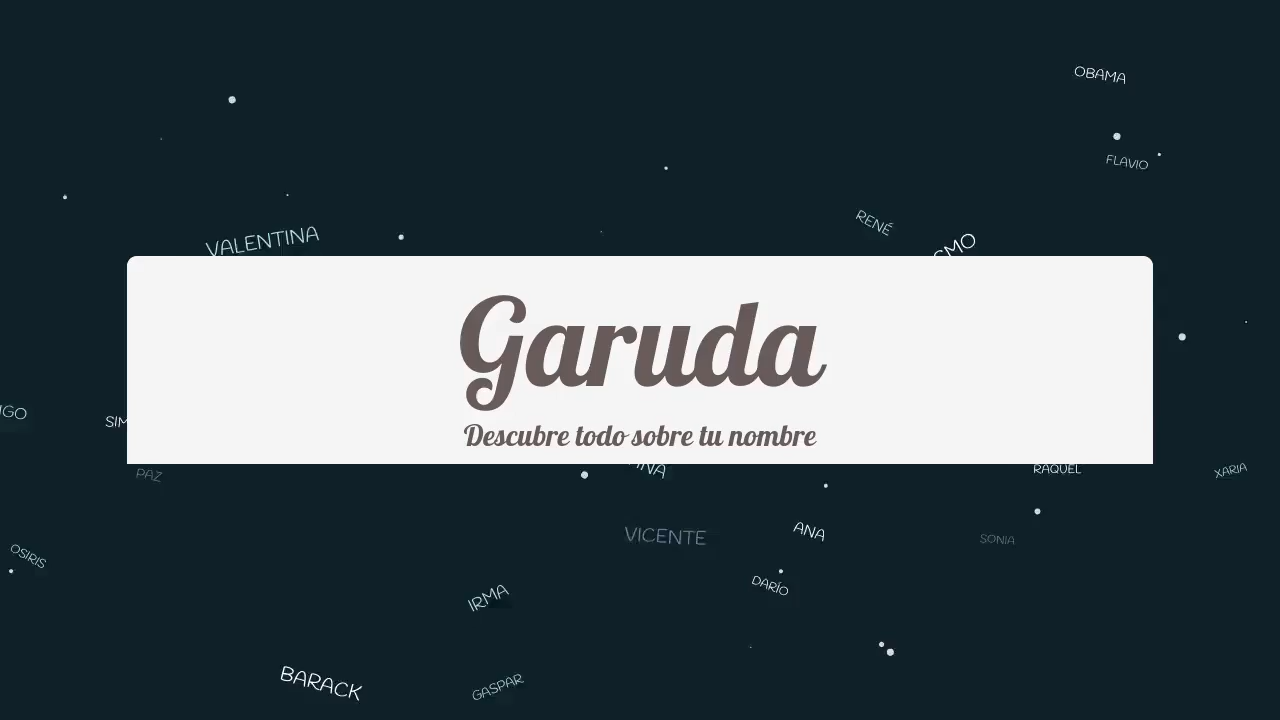 OBAMA
FLAVIO
RENÉ
VALENTINA
Garuda
Descubre todo sobre tu nombre
PAZ
RAQUEL
XARIA
VICENTE
ANA
SONIA
OSIRIS
DARÍO
IRMA
BARACK
GASPAR